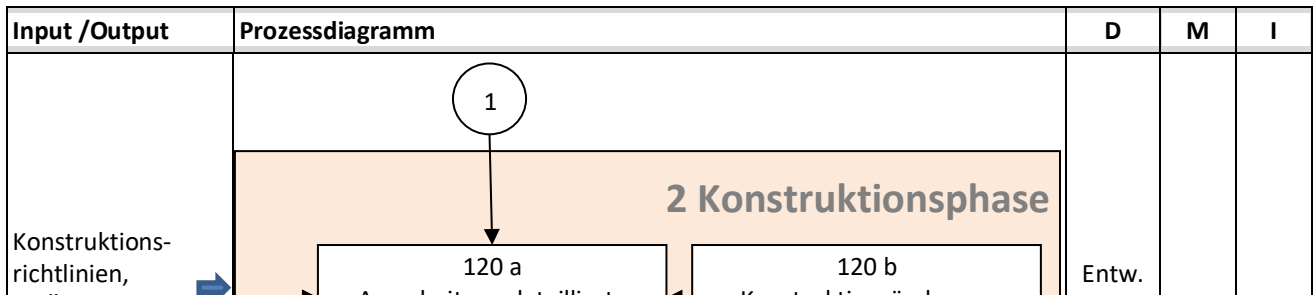 Input /Output
Prozessdiagramm
D
M
I
1
2 Konstruktionsphase
Konstruktions-
richtlinien,
120 a
120 b
Entw.